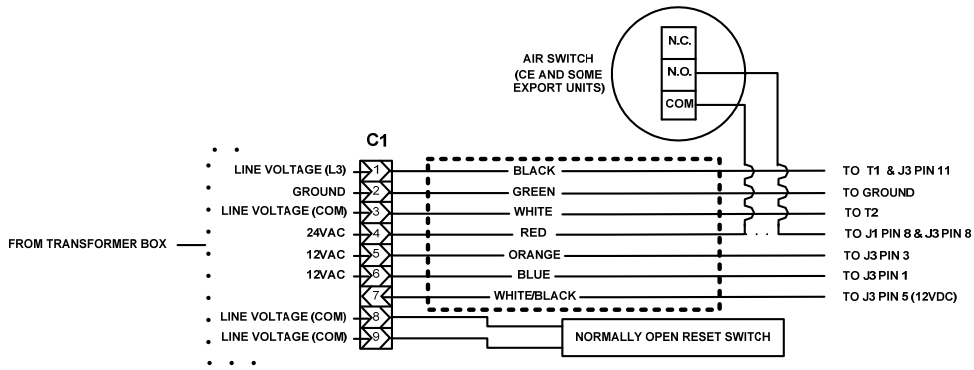 N.C.
AIR SWITCH
(CE AND SOME
EXPORT UNITS)
N.O.
COM
C1
LINE VOLTAGE (L3) 1 BLACK TO T1 & J3 PIN 11
GROUND 2 GREEN TO GROUND
LINE VOLTAGE (COM) 3 WHITE TO T2
24VAC 4 RED TO J1 PIN 8 & J3 PIN 8
FROM TRANSFORMER BOX
12VAC 5 ORANGE TO J3 PIN 3
12VAC 6 BLUE TO J3 PIN 1
7 WHITE/BLACK TO J3 PIN 5 (12VDC)
LINE VOLTAGE (COM) 8
LINE VOLTAGE (COM) 9
NORMALLY OPEN RESET SWITCH